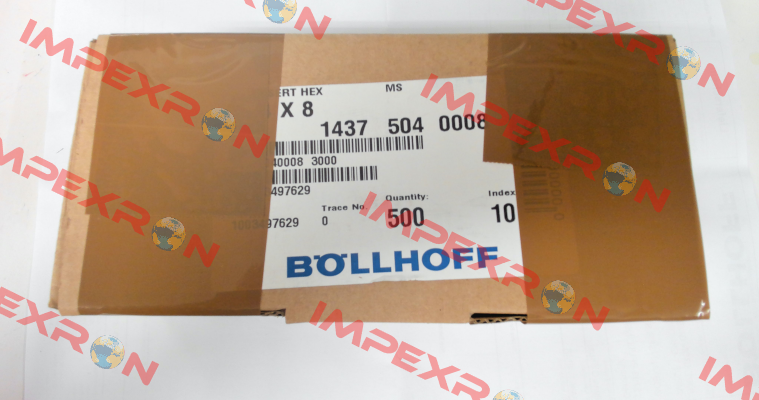 ERT HEX MS
X 8
1437 504 0008
40008 3000
497629
Trace No. Quantity: Index
1003497629 0 500 10
BÖLLHOFF
IMPEXRON
IMPEXRON
IMPEXRON
IMPEXRON
IMPEXRON
IMPEXRON
IMPEXRON
IMPEXRON